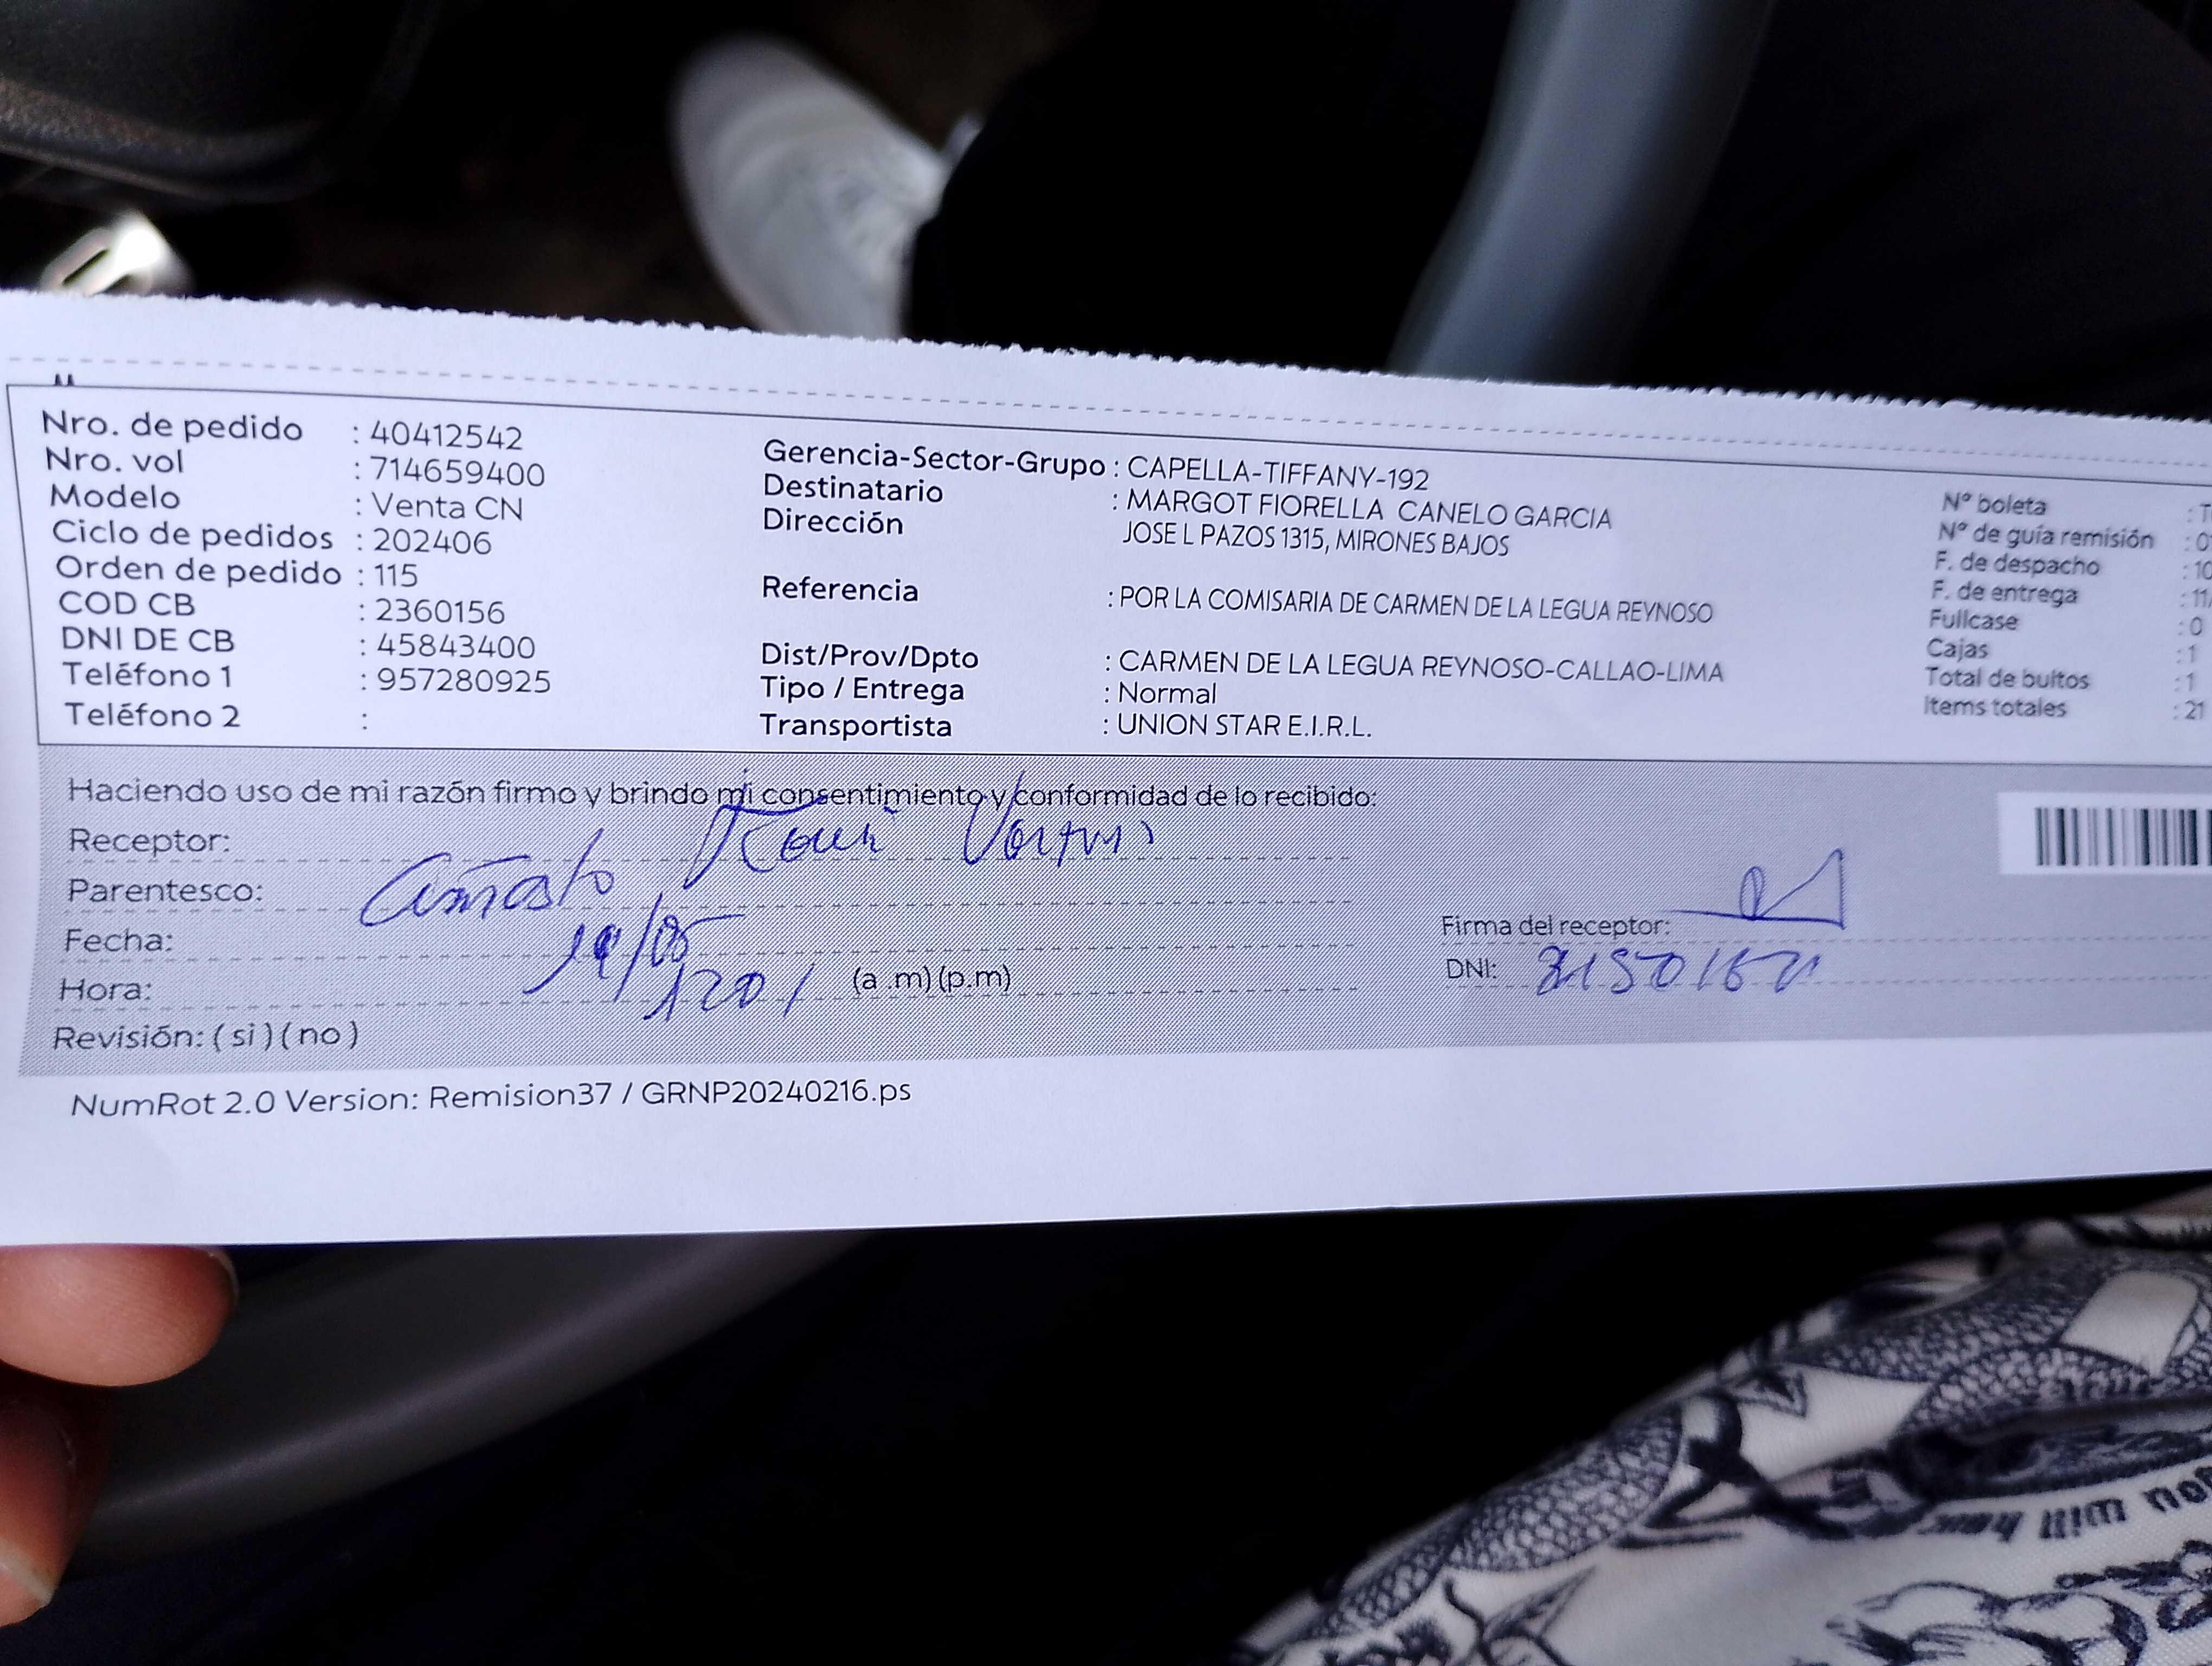 Nro. de pedido : 40412542
Nro. vol : 714659400
Modelo : Venta CN
Ciclo de pedidos : 202406
Orden de pedido : 115
COD CB : 2360156
DNI DE CB : 45843400
Teléfono 1 : 957280925
Teléfono 2 :
Gerencia-Sector-Grupo : CAPELLA-TIFFANY-192
Destinatario : MARGOT FIORELLA CANELO GARCIA
Dirección JOSE L PAZOS 1315, MIRONES BAJOS
Referencia : POR LA COMISARIA DE CARMEN DE LA LEGUA REYNOSO
Dist/Prov/Dpto : CARMEN DE LA LEGUA REYNOSO-CALLAO-LIMA
Tipo / Entrega : Normal
Transportista : UNION STAR E.I.R.L.
N° boleta : T
N° de guía remisión : 0
F. de despacho : 10
F. de entrega : 11/
Fullcase : 0
Cajas : 1
Total de bultos : 1
Items totales : 21
Haciendo uso de mi razón firmo y brindo mi consentimiento y conformidad de lo recibido:
Receptor:
Parentesco:
Fecha:
Hora: (a .m) (p.m)
Revisión: ( si ) ( no )
Firma del receptor:
DNI:
NumRot 2.0 Version: Remision37 / GRNP20240216.ps
will